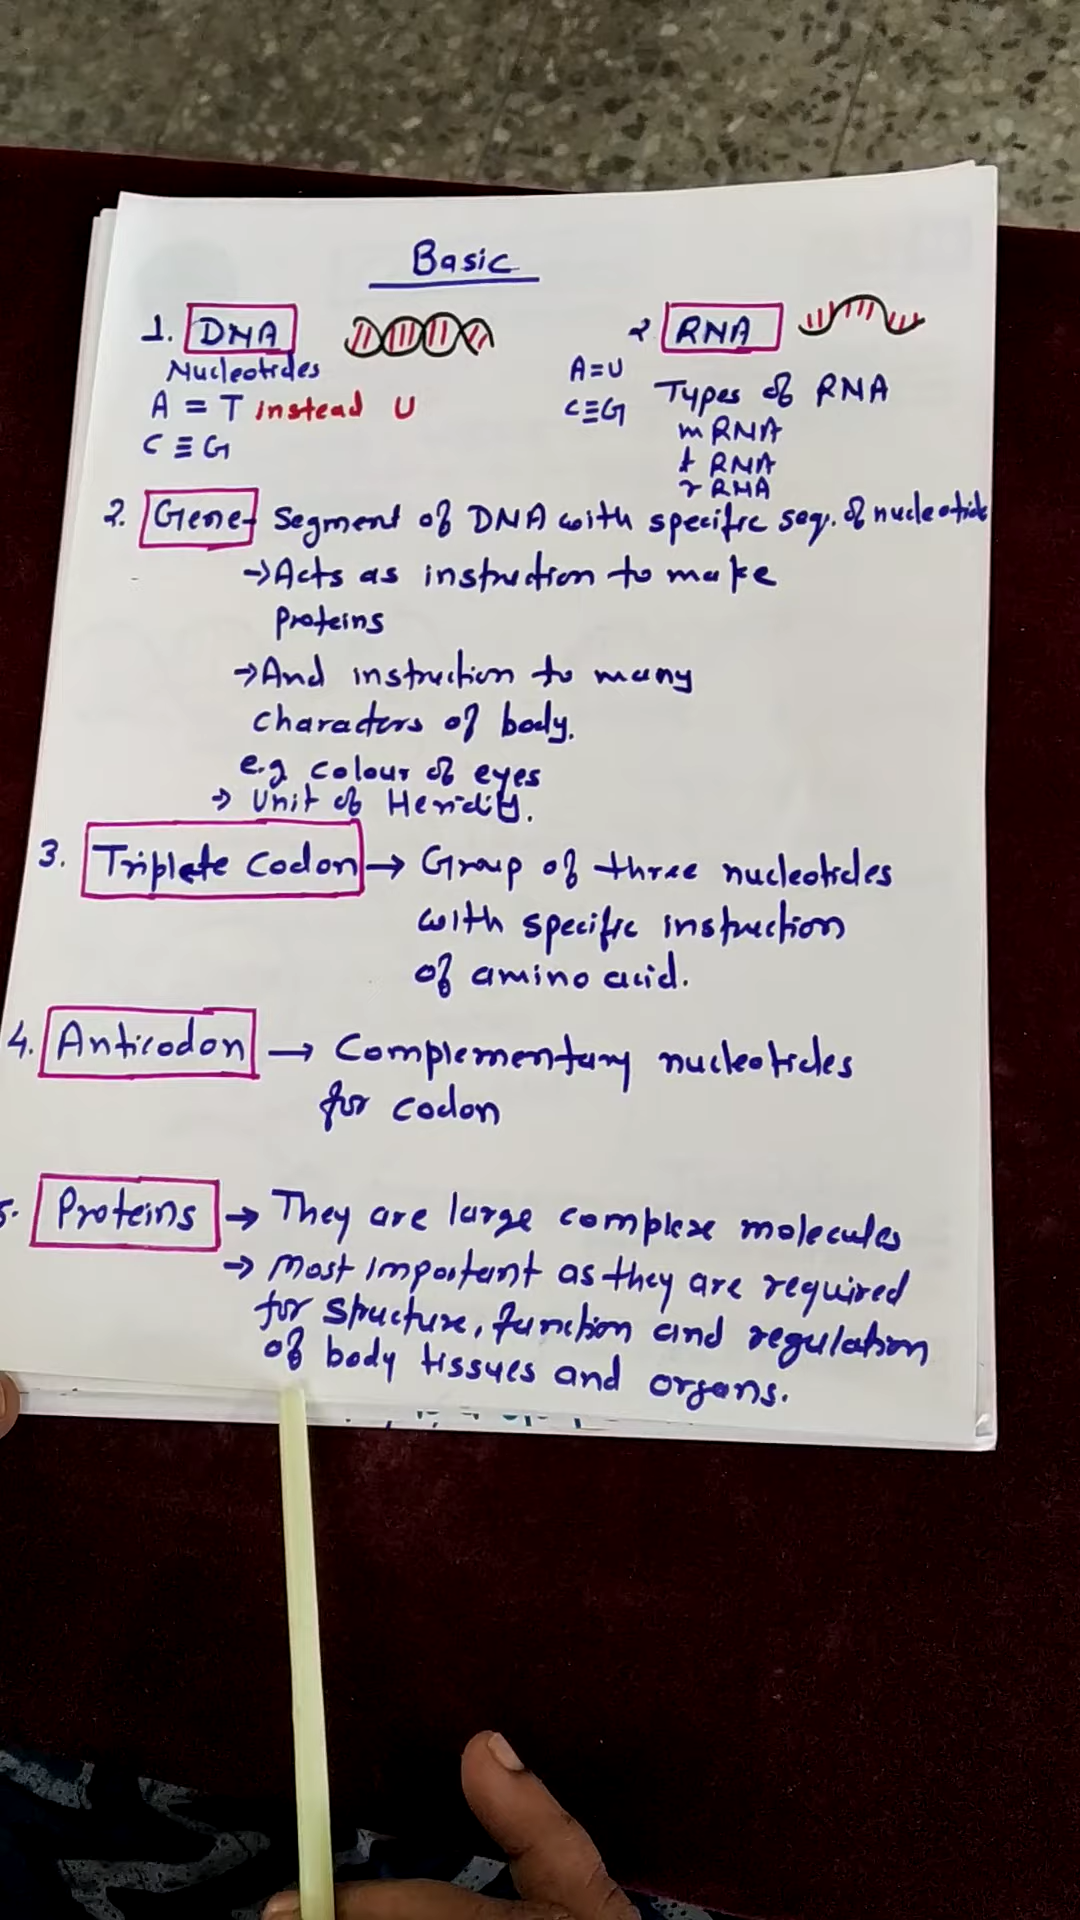 Basic
1. DNA
Nucleotides
A = T instead U
C ≡ G
2 RNA
A=U
C≡G
Types of RNA
m RNA
t RNA
r RNA
2. Gene- Segment of DNA with specific seq. of nucleotide
→Acts as instruction to make
Proteins
→And instruction to many
characters of body.
e.g colour of eyes
→ Unit of Heridity.
3. Triplete Codon → Group of three nucleotides
with specific instruction
of amino acid.
4. Anticodon → Complementary nucleotides
for codon
5. Proteins → They are large complexe molecules
→ Most important as they are required
for structure, function and regulation
of body tissues and organs.